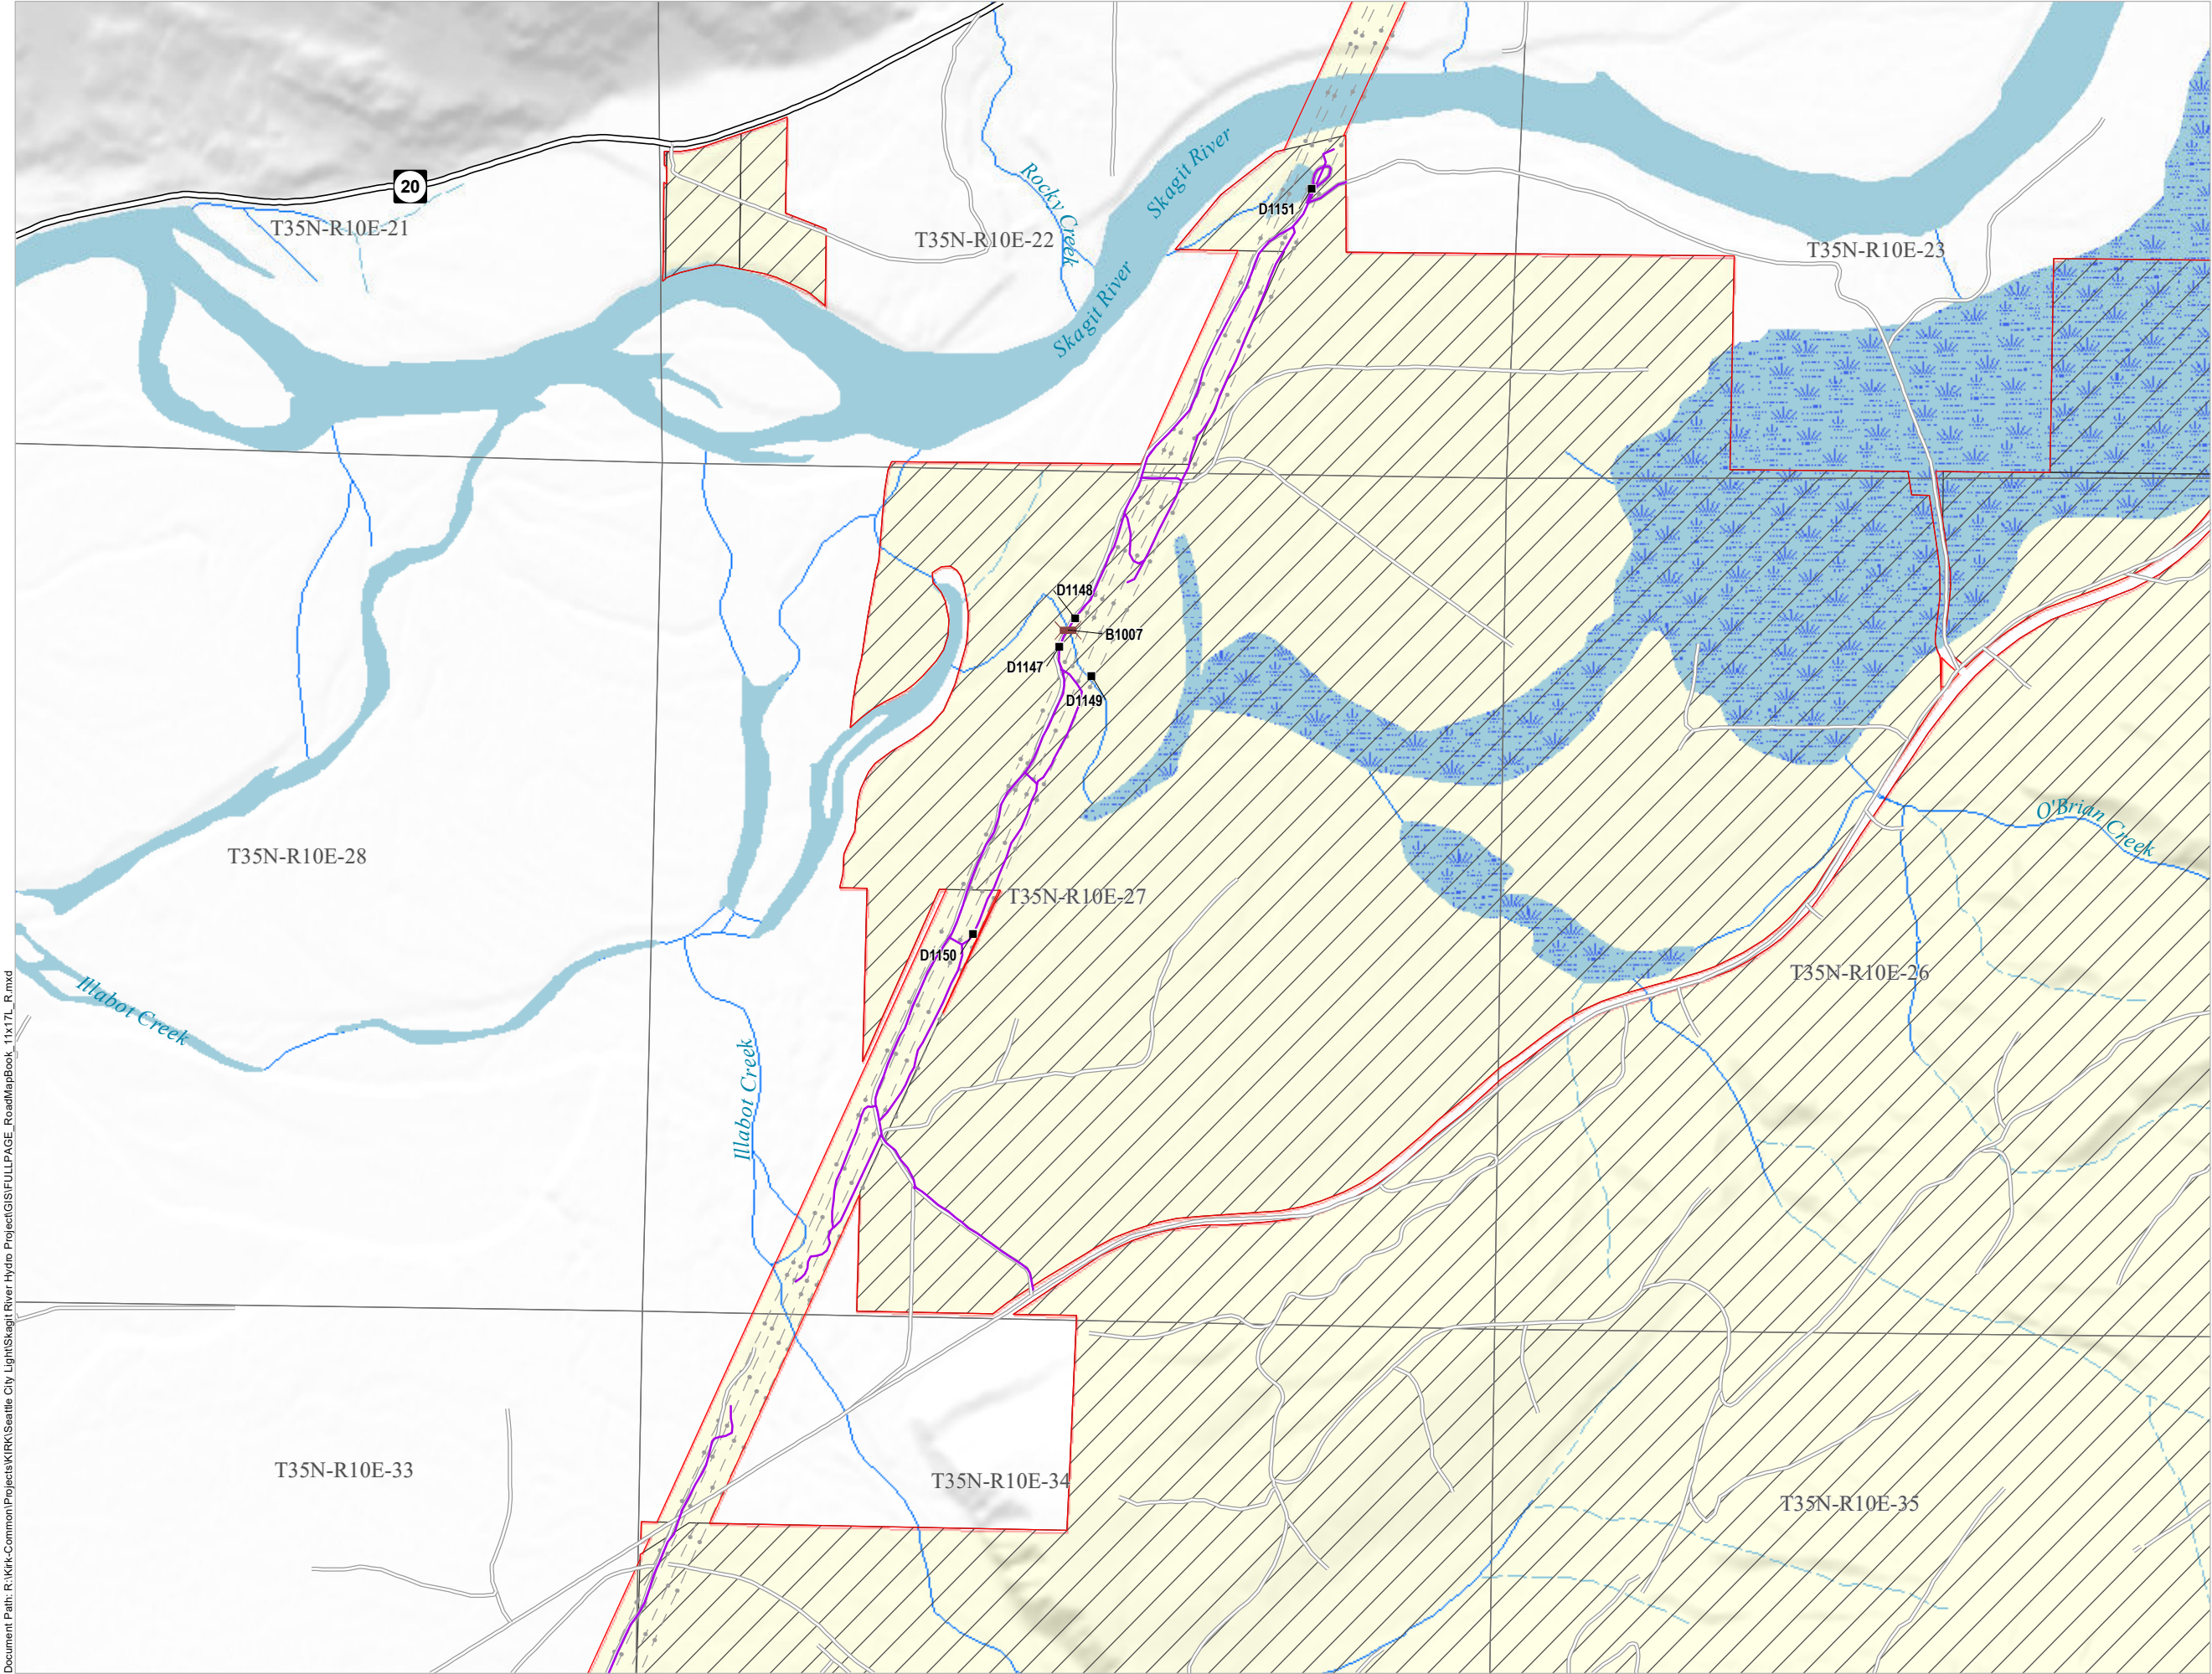 20
T35N-R10E-21
Rocky Creek
T35N-R10E-22
Skagit River
Skagit River
D1151
T35N-R10E-23
D1148
B1007
D1147
D1149
O'Brian Creek
T35N-R10E-28
T35N-R10E-27
D1150
T35N-R10E-26
Illabot Creek
Illabot Creek
T35N-R10E-33
T35N-R10E-34
T35N-R10E-35
Document Path: R:\Kirk-Common\Projects\KIRK\Seattle City Light\Skagit River Hydro Project\GIS\FULLPAGE_RoadMapBook_11x17L_R.mxd